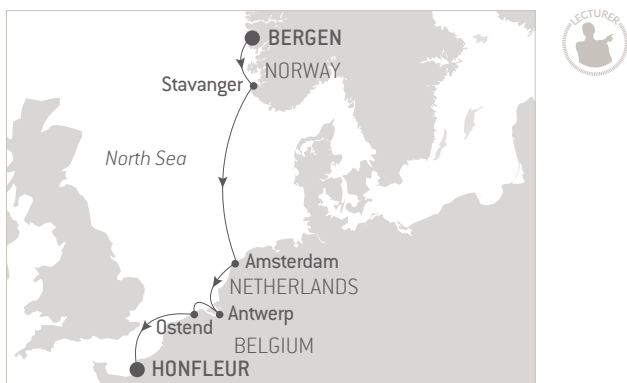 LECTURER
BERGEN
NORWAY
Stavanger
North Sea
Amsterdam
NETHERLANDS
Antwerp
Ostend
BELGIUM
HONFLEUR